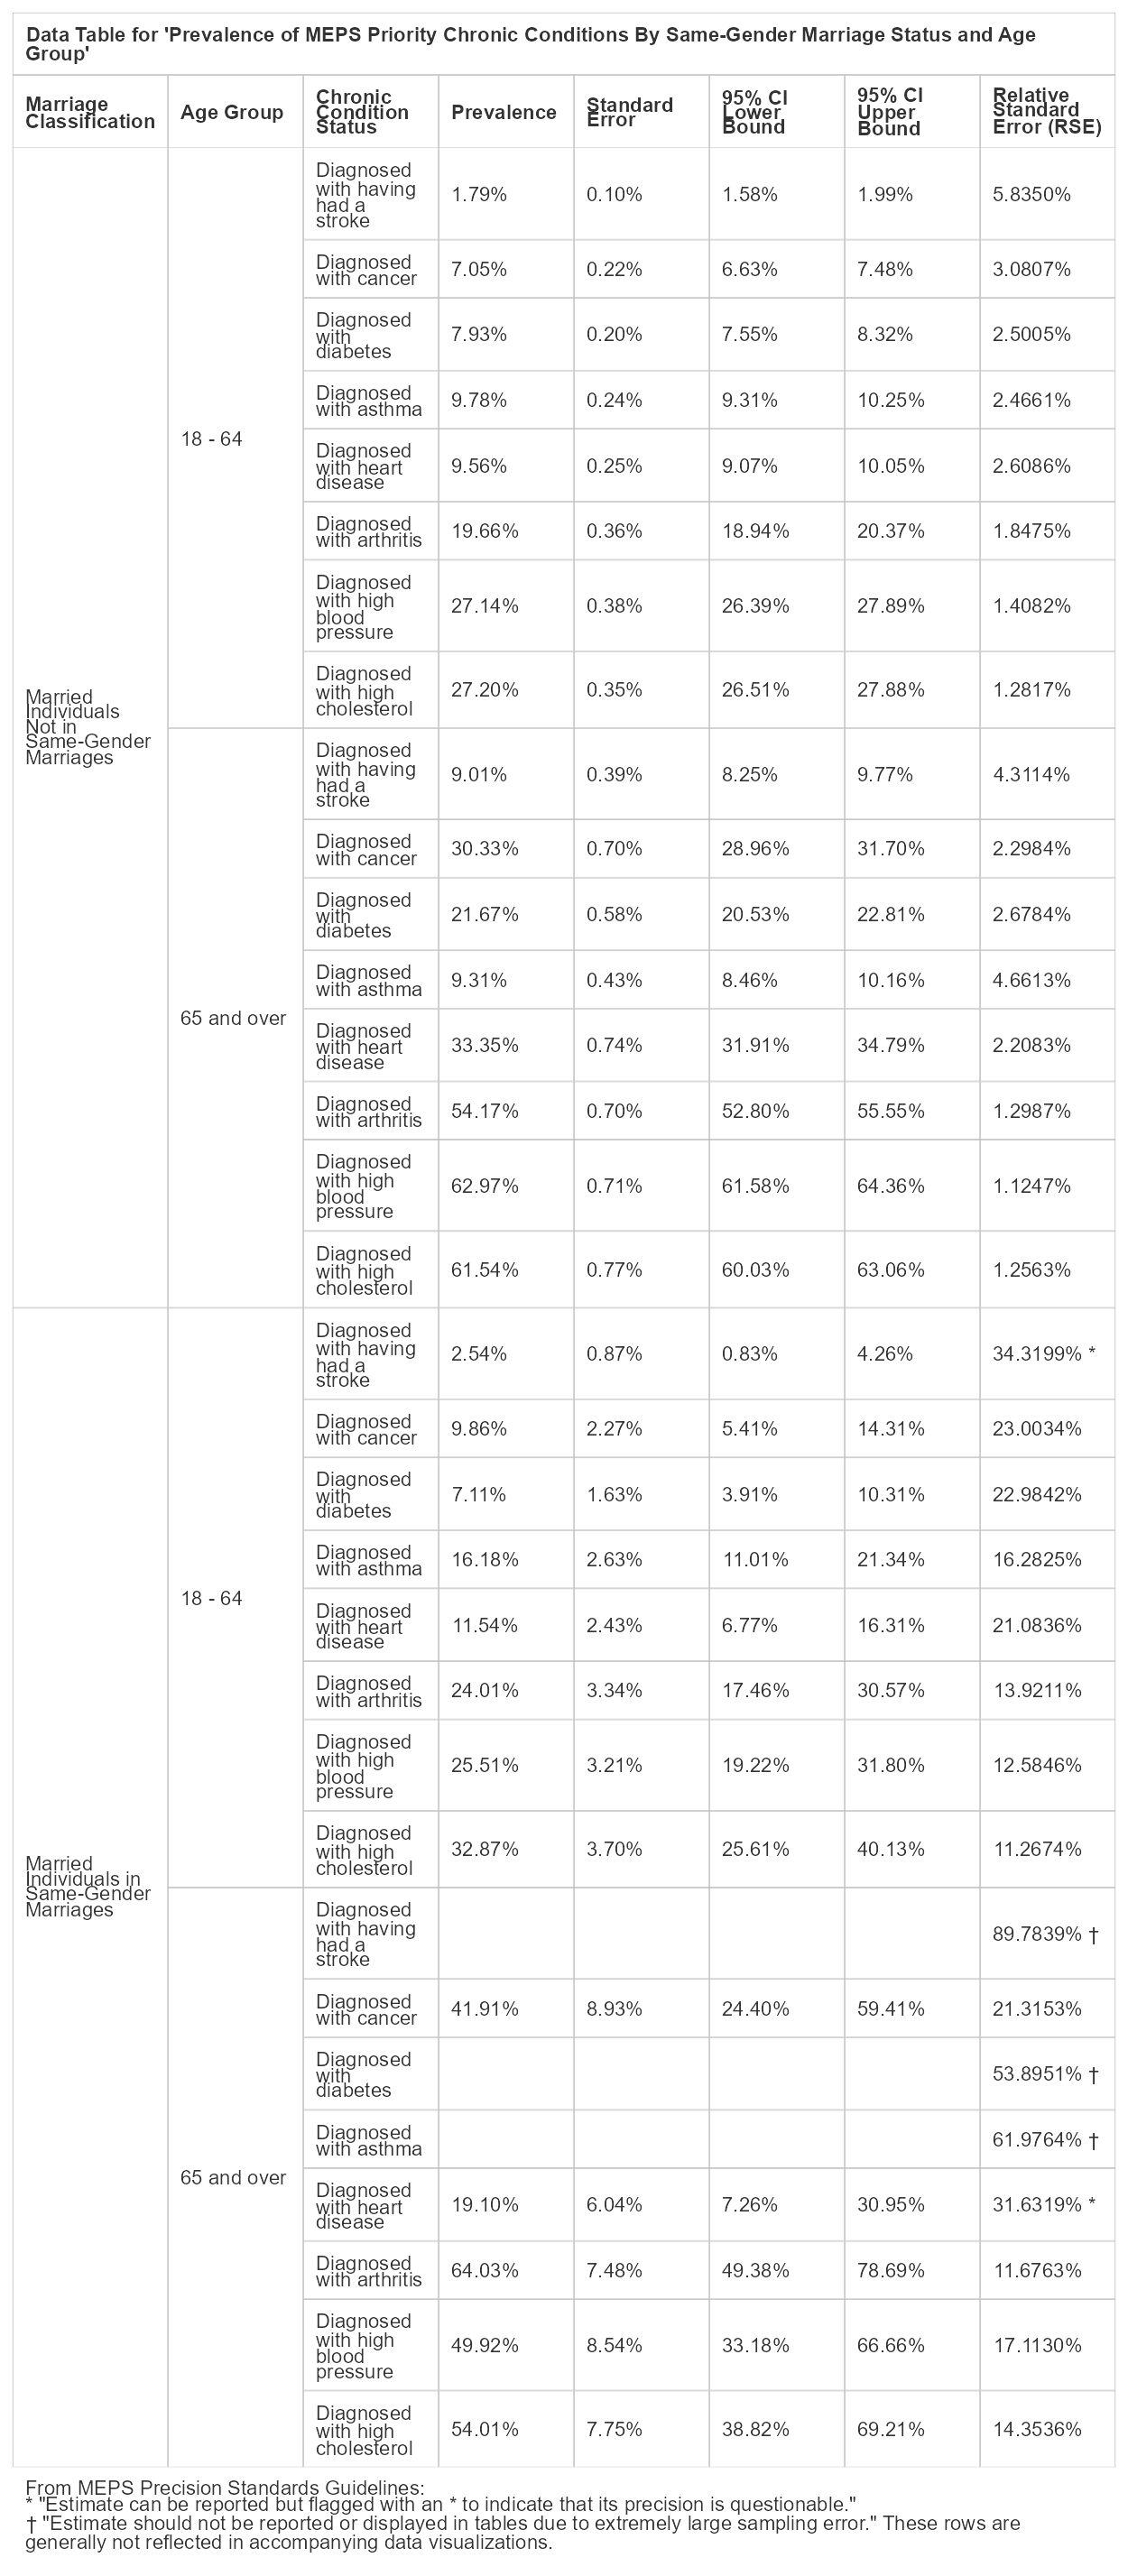 Data Table for 'Prevalence of MEPS Priority Chronic Conditions By Same-Gender Marriage Status and Age
Group'
Marriage Classification Age Group Chronic Condition Status Prevalence Standard Error 95% CI Lower Bound 95% CI Upper Bound Relative Standard Error (RSE)
Married Individuals Not in Same-Gender Marriages
18 - 64
Diagnosed with having had a stroke 1.79% 0.10% 1.58% 1.99% 5.8350%
Diagnosed with cancer 7.05% 0.22% 6.63% 7.48% 3.0807%
Diagnosed with diabetes 7.93% 0.20% 7.55% 8.32% 2.5005%
Diagnosed with asthma 9.78% 0.24% 9.31% 10.25% 2.4661%
Diagnosed with heart disease 9.56% 0.25% 9.07% 10.05% 2.6086%
Diagnosed with arthritis 19.66% 0.36% 18.94% 20.37% 1.8475%
Diagnosed with high blood pressure 27.14% 0.38% 26.39% 27.89% 1.4082%
Diagnosed with high cholesterol 27.20% 0.35% 26.51% 27.88% 1.2817%
65 and over
Diagnosed with having had a stroke 9.01% 0.39% 8.25% 9.77% 4.3114%
Diagnosed with cancer 30.33% 0.70% 28.96% 31.70% 2.2984%
Diagnosed with diabetes 21.67% 0.58% 20.53% 22.81% 2.6784%
Diagnosed with asthma 9.31% 0.43% 8.46% 10.16% 4.6613%
Diagnosed with heart disease 33.35% 0.74% 31.91% 34.79% 2.2083%
Diagnosed with arthritis 54.17% 0.70% 52.80% 55.55% 1.2987%
Diagnosed with high blood pressure 62.97% 0.71% 61.58% 64.36% 1.1247%
Diagnosed with high cholesterol 61.54% 0.77% 60.03% 63.06% 1.2563%
Married Individuals in Same-Gender Marriages
18 - 64
Diagnosed with having had a stroke 2.54% 0.87% 0.83% 4.26% 34.3199% *
Diagnosed with cancer 9.86% 2.27% 5.41% 14.31% 23.0034%
Diagnosed with diabetes 7.11% 1.63% 3.91% 10.31% 22.9842%
Diagnosed with asthma 16.18% 2.63% 11.01% 21.34% 16.2825%
Diagnosed with heart disease 11.54% 2.43% 6.77% 16.31% 21.0836%
Diagnosed with arthritis 24.01% 3.34% 17.46% 30.57% 13.9211%
Diagnosed with high blood pressure 25.51% 3.21% 19.22% 31.80% 12.5846%
Diagnosed with high cholesterol 32.87% 3.70% 25.61% 40.13% 11.2674%
65 and over
Diagnosed with having had a stroke 89.7839% †
Diagnosed with cancer 41.91% 8.93% 24.40% 59.41% 21.3153%
Diagnosed with diabetes 53.8951% †
Diagnosed with asthma 61.9764% †
Diagnosed with heart disease 19.10% 6.04% 7.26% 30.95% 31.6319% *
Diagnosed with arthritis 64.03% 7.48% 49.38% 78.69% 11.6763%
Diagnosed with high blood pressure 49.92% 8.54% 33.18% 66.66% 17.1130%
Diagnosed with high cholesterol 54.01% 7.75% 38.82% 69.21% 14.3536%
From MEPS Precision Standards Guidelines:
* "Estimate can be reported but flagged with an * to indicate that its precision is questionable."
† "Estimate should not be reported or displayed in tables due to extremely large sampling error." These rows are
generally not reflected in accompanying data visualizations.